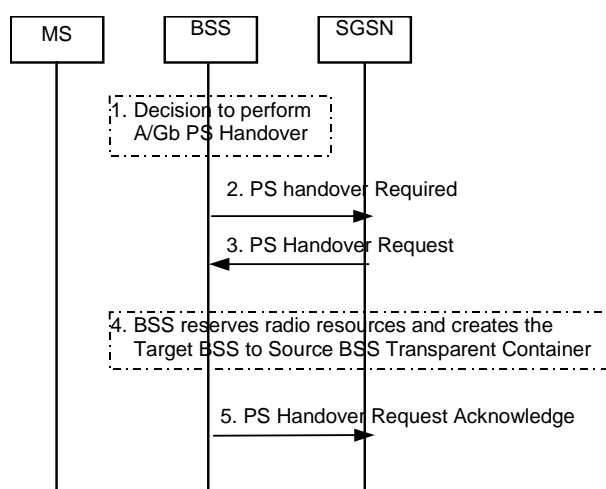 MS
BSS
SGSN
1. Decision to perform
A/Gb PS Handover
2. PS handover Required
3. PS Handover Request
4. BSS reserves radio resources and creates the
Target BSS to Source BSS Transparent Container
5. PS Handover Request Acknowledge